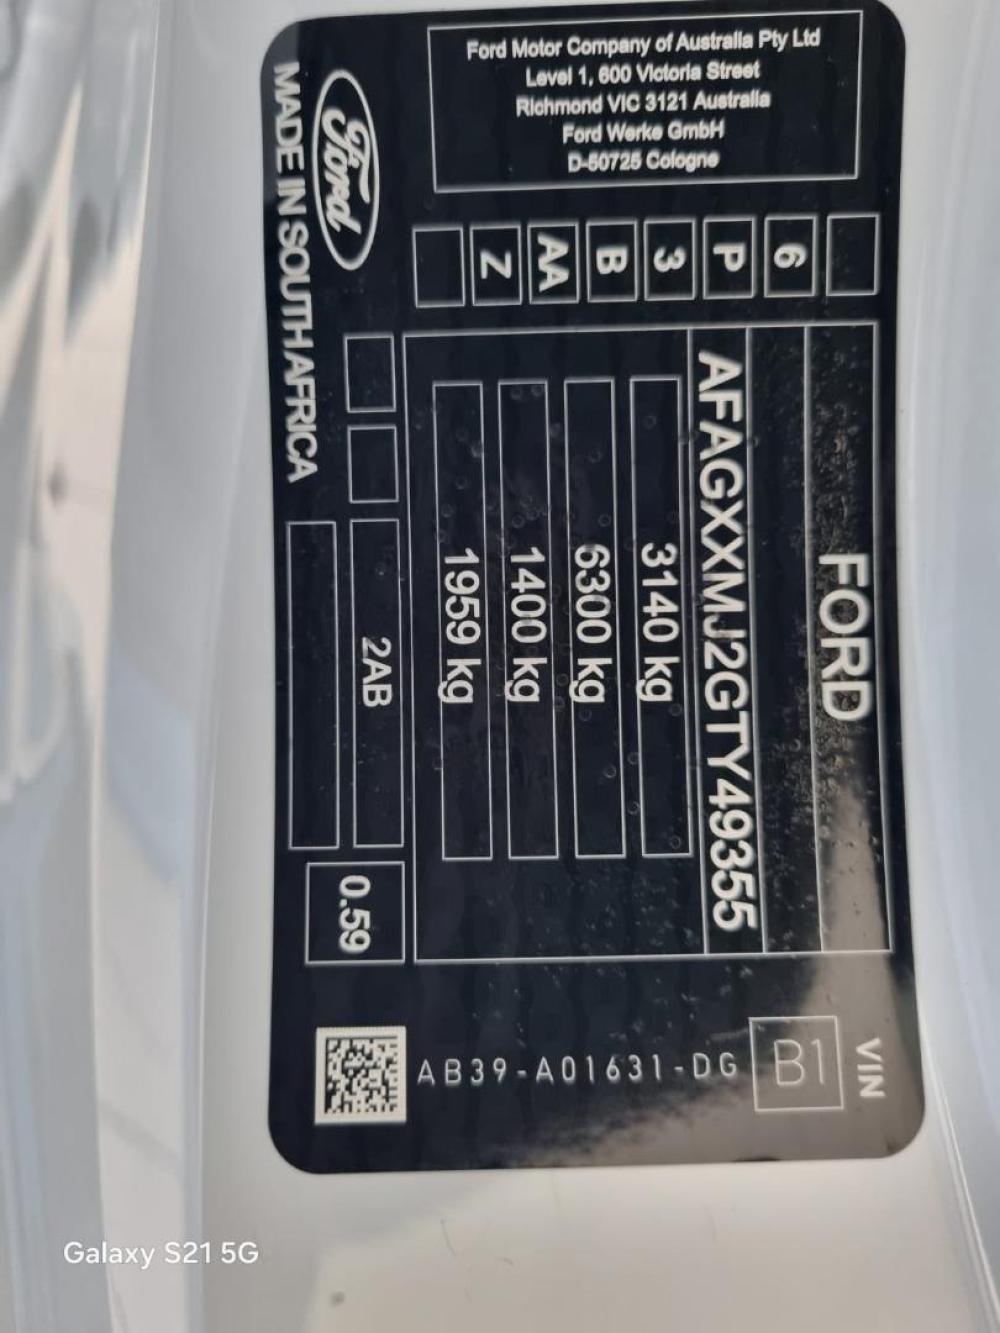 Ford Motor Company of Australia Pty Ltd
Level 1, 600 Victoria Street
Richmond VIC 3121 Australia
Ford Werke GmbH
D-50725 Cologne
Ford
MADE IN SOUTH AFRICA
6
P
3
B
AA
Z
FORD
AFAGXXMJ2GTY49355
3140 kg
6300 kg
1400 kg
1959 kg
2AB
0.59
VIN
B1
AB39-A01631-DG
Galaxy S21 5G